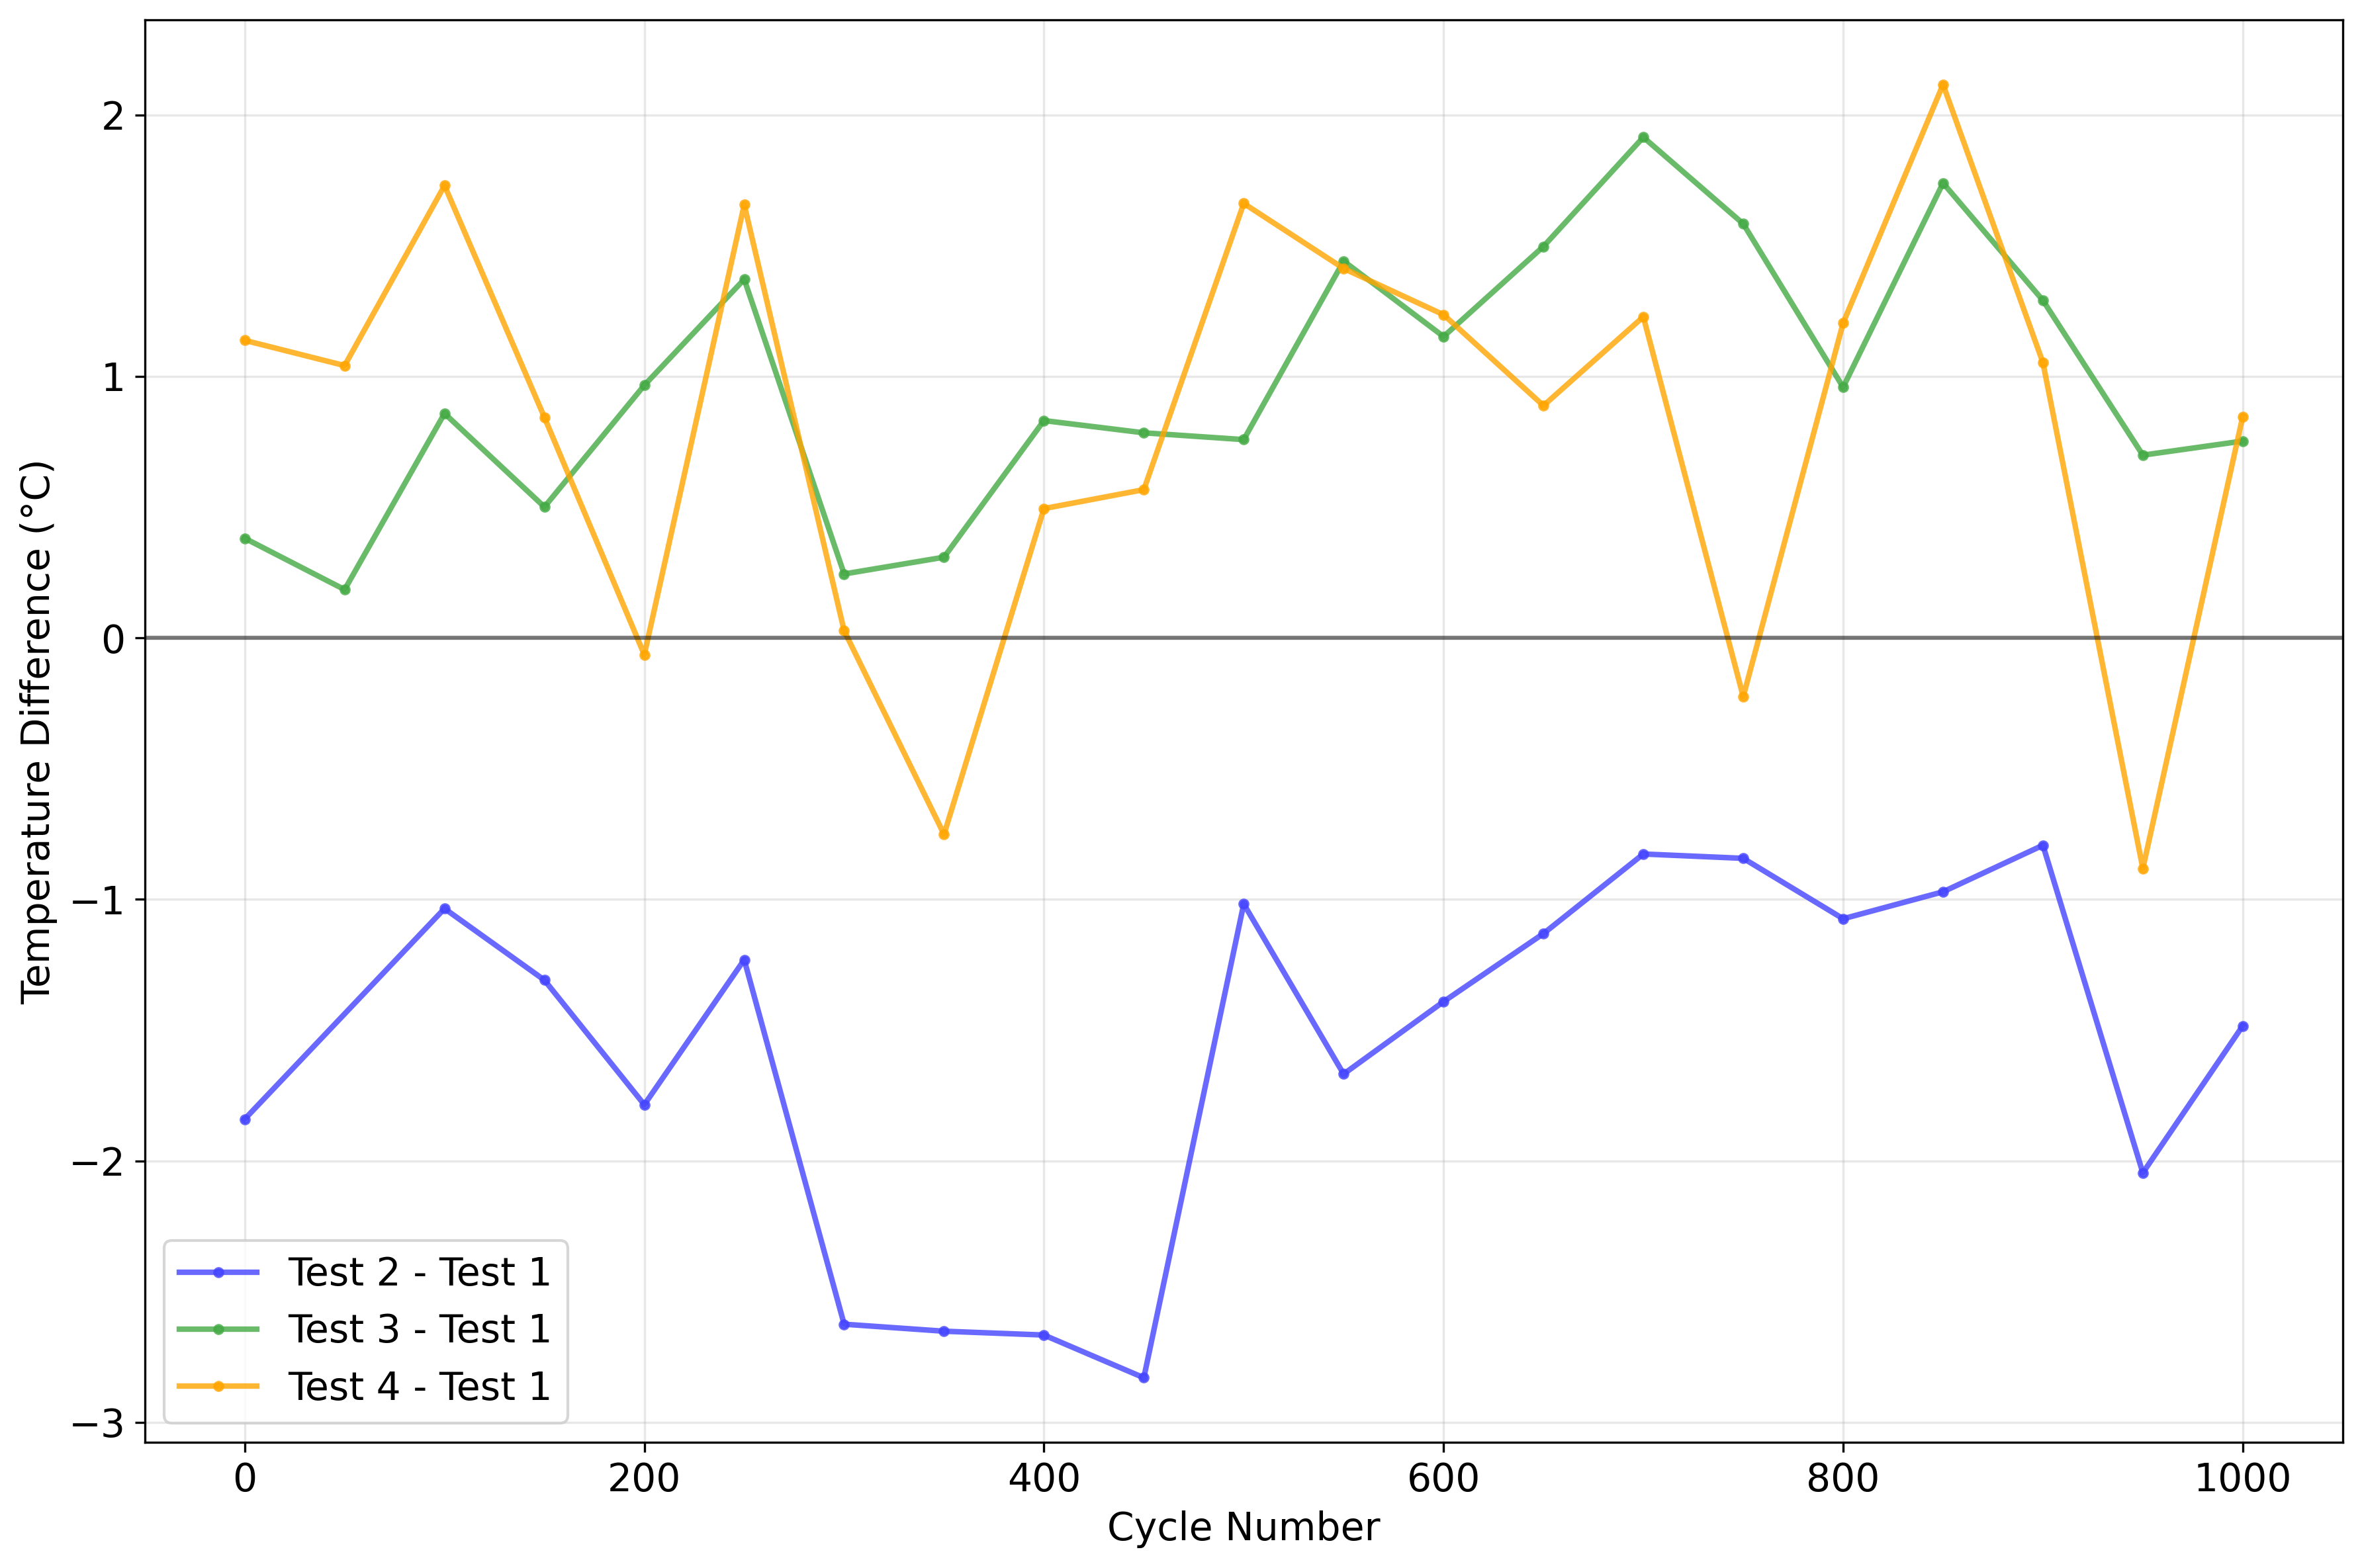 Temperature Difference (°C)
2
1
0
−1
−2
−3
Test 2 - Test 1
Test 3 - Test 1
Test 4 - Test 1
0 200 400 600 800 1000
Cycle Number